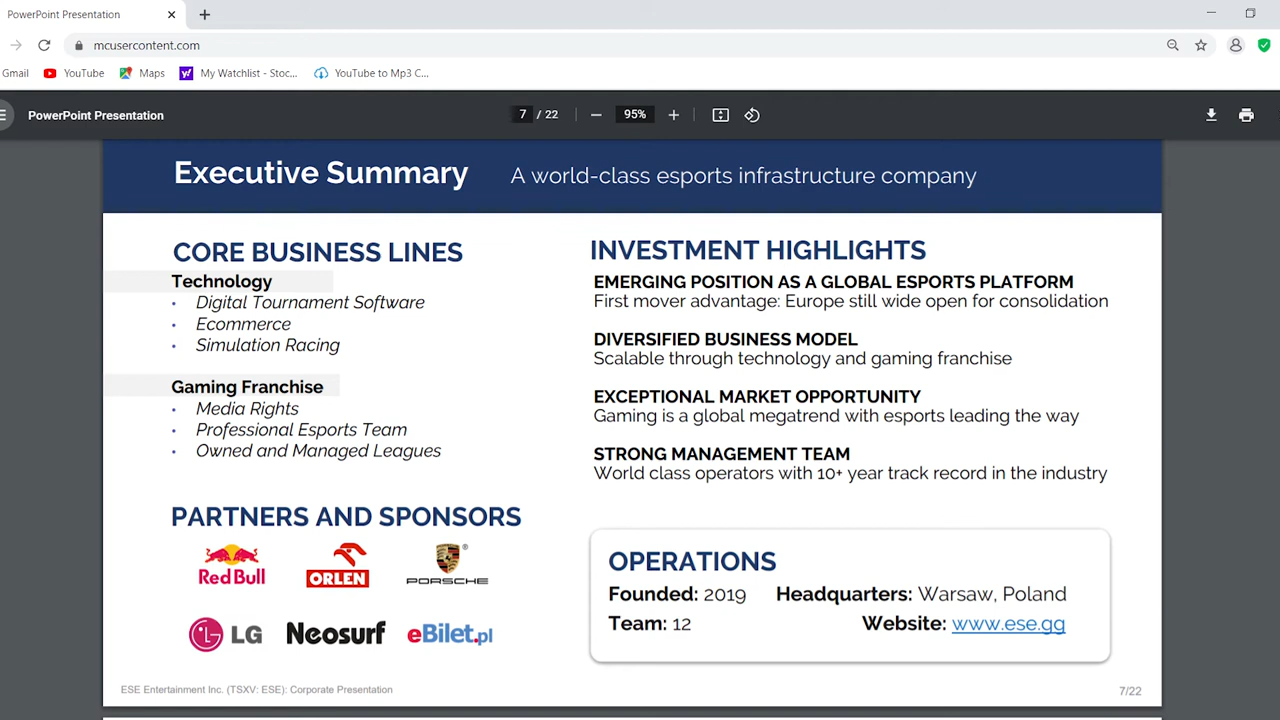 PowerPoint Presentation
mcusercontent.com
Gmail
YouTube
Maps
My Watchlist - Stoc...
YouTube to Mp3 C...
PowerPoint Presentation
7 / 22
95%
Executive Summary
A world-class esports infrastructure company
CORE BUSINESS LINES
Technology
• Digital Tournament Software
• Ecommerce
• Simulation Racing
Gaming Franchise
• Media Rights
• Professional Esports Team
• Owned and Managed Leagues
PARTNERS AND SPONSORS
Red Bull
ORLEN
PORSCHE
LG
Neosurf
eBilet.pl
INVESTMENT HIGHLIGHTS
EMERGING POSITION AS A GLOBAL ESPORTS PLATFORM
First mover advantage: Europe still wide open for consolidation
DIVERSIFIED BUSINESS MODEL
Scalable through technology and gaming franchise
EXCEPTIONAL MARKET OPPORTUNITY
Gaming is a global megatrend with esports leading the way
STRONG MANAGEMENT TEAM
World class operators with 10+ year track record in the industry
OPERATIONS
Founded: 2019 Headquarters: Warsaw, Poland
Team: 12 Website: www.ese.gg
ESE Entertainment Inc. (TSXV: ESE): Corporate Presentation
7/22